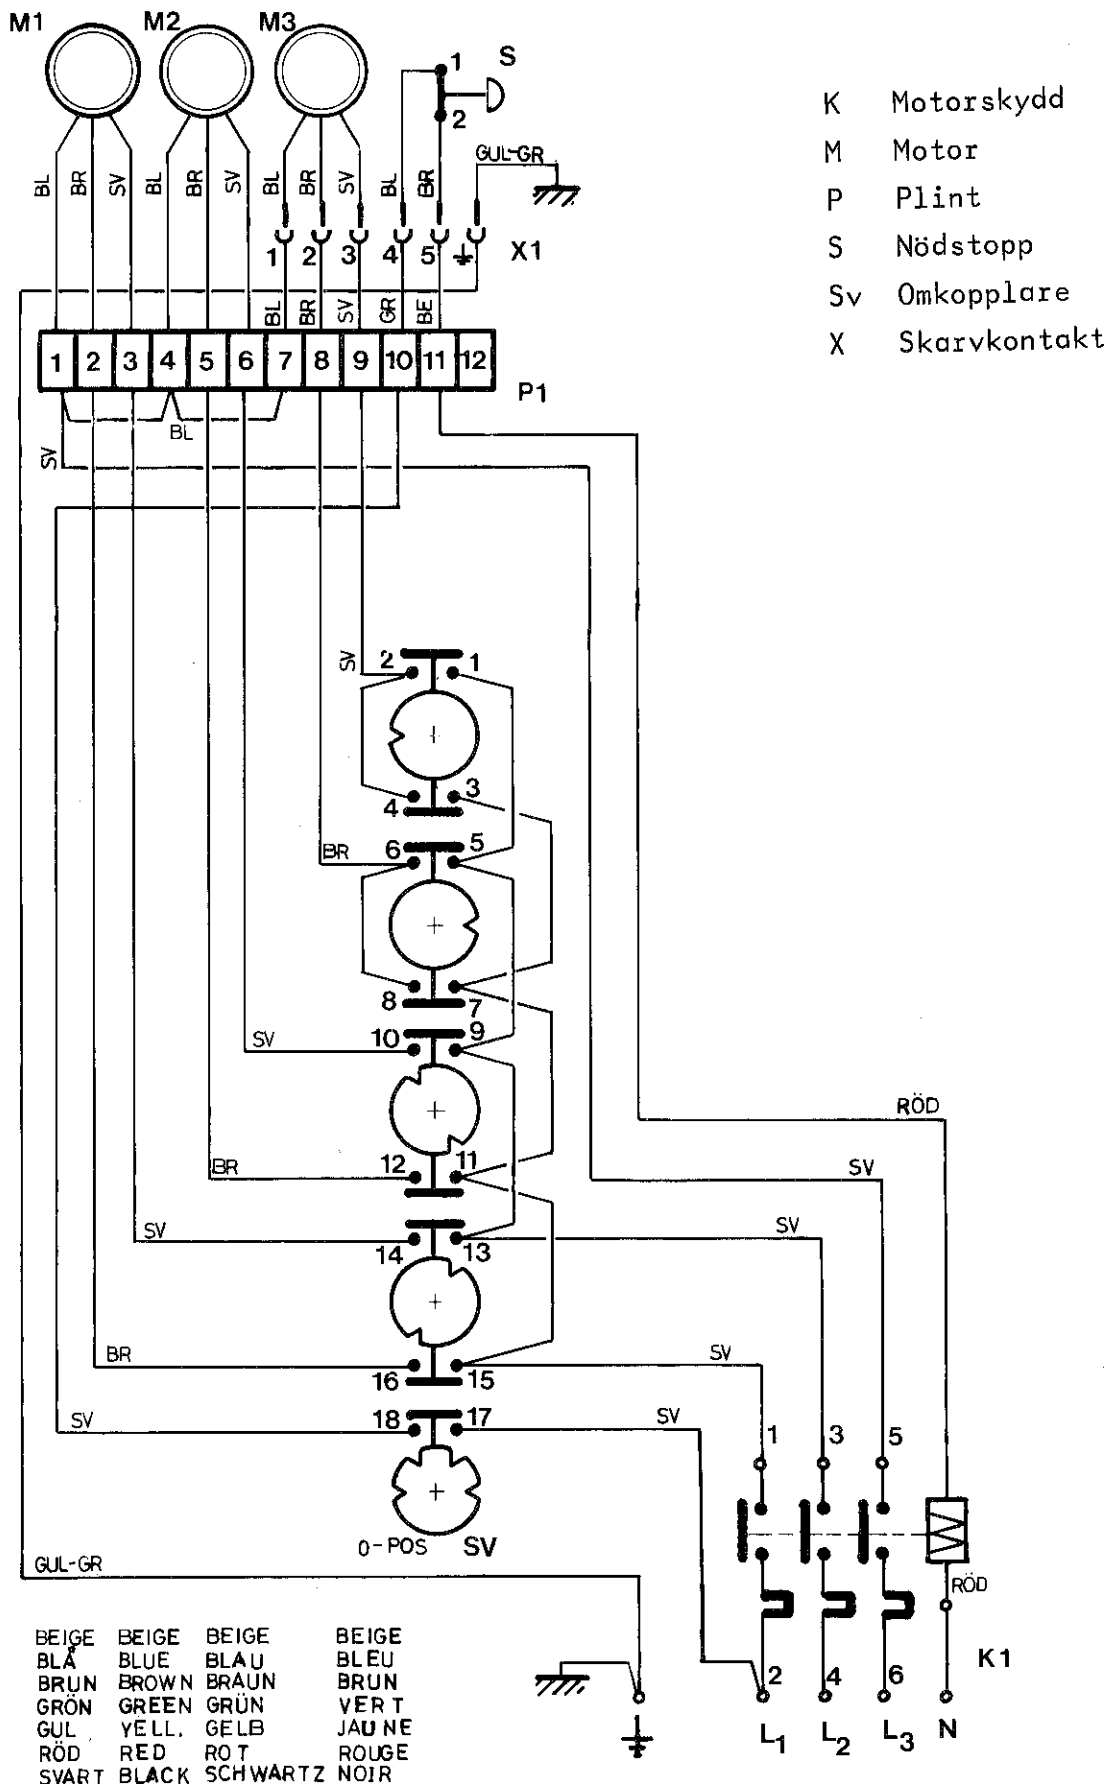 M1 M2 M3
1 S
2
GUL-GR
BL BR SV BL BR SV BL BR SV BL BR
1 2 3 4 5 X1
BL BR SV GR BE
1 2 3 4 5 6 7 8 9 10 11 12
P1
BL
SV
K Motorskydd
M Motor
P Plint
S Nödstopp
Sv Omkopplare
X Skarvkontakt
SV 2 1
4 3
BR 6 5
8 7
SV 10 9
RÖD
BR 12 11
SV
SV 14 13 SV
BR 16 15 SV
SV 18 17 SV
1 3 5
0-POS SV
GUL-GR
RÖD
K1
2 4 6
L1 L2 L3 N
BEIGE BEIGE BEIGE BEIGE
BLÅ BLUE BLAU BLEU
BRUN BROWN BRAUN BRUN
GRÖN GREEN GRÜN VERT
GUL YELL. GELB JAUNE
RÖD RED ROT ROUGE
SVART BLACK SCHWARTZ NOIR